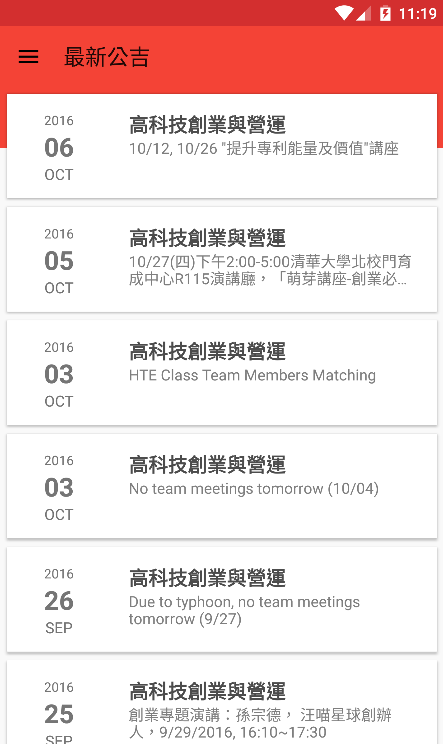 11:19
最新公吿
2016
06
OCT
高科技創業與營運
10/12, 10/26 "提升專利能量及價值"講座
2016
05
OCT
高科技創業與營運
10/27(四)下午2:00-5:00清華大學北校門育
成中心R115演講廳，「萌芽講座-創業必...
2016
03
OCT
高科技創業與營運
HTE Class Team Members Matching
2016
03
OCT
高科技創業與營運
No team meetings tomorrow (10/04)
2016
26
SEP
高科技創業與營運
Due to typhoon, no team meetings
tomorrow (9/27)
2016
25
SEP
高科技創業與營運
創業專題演講：孫宗德， 汪喵星球創辦
人，9/29/2016, 16:10~17:30